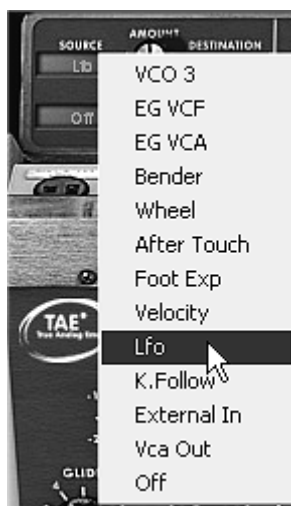 AMOUNT
SOURCE
DESTINATION
Lfo
Off
VCO 3
EG VCF
EG VCA
Bender
Wheel
After Touch
Foot Exp
Velocity
Lfo
K.Follow
External In
Vca Out
Off
TAE
GLIDE